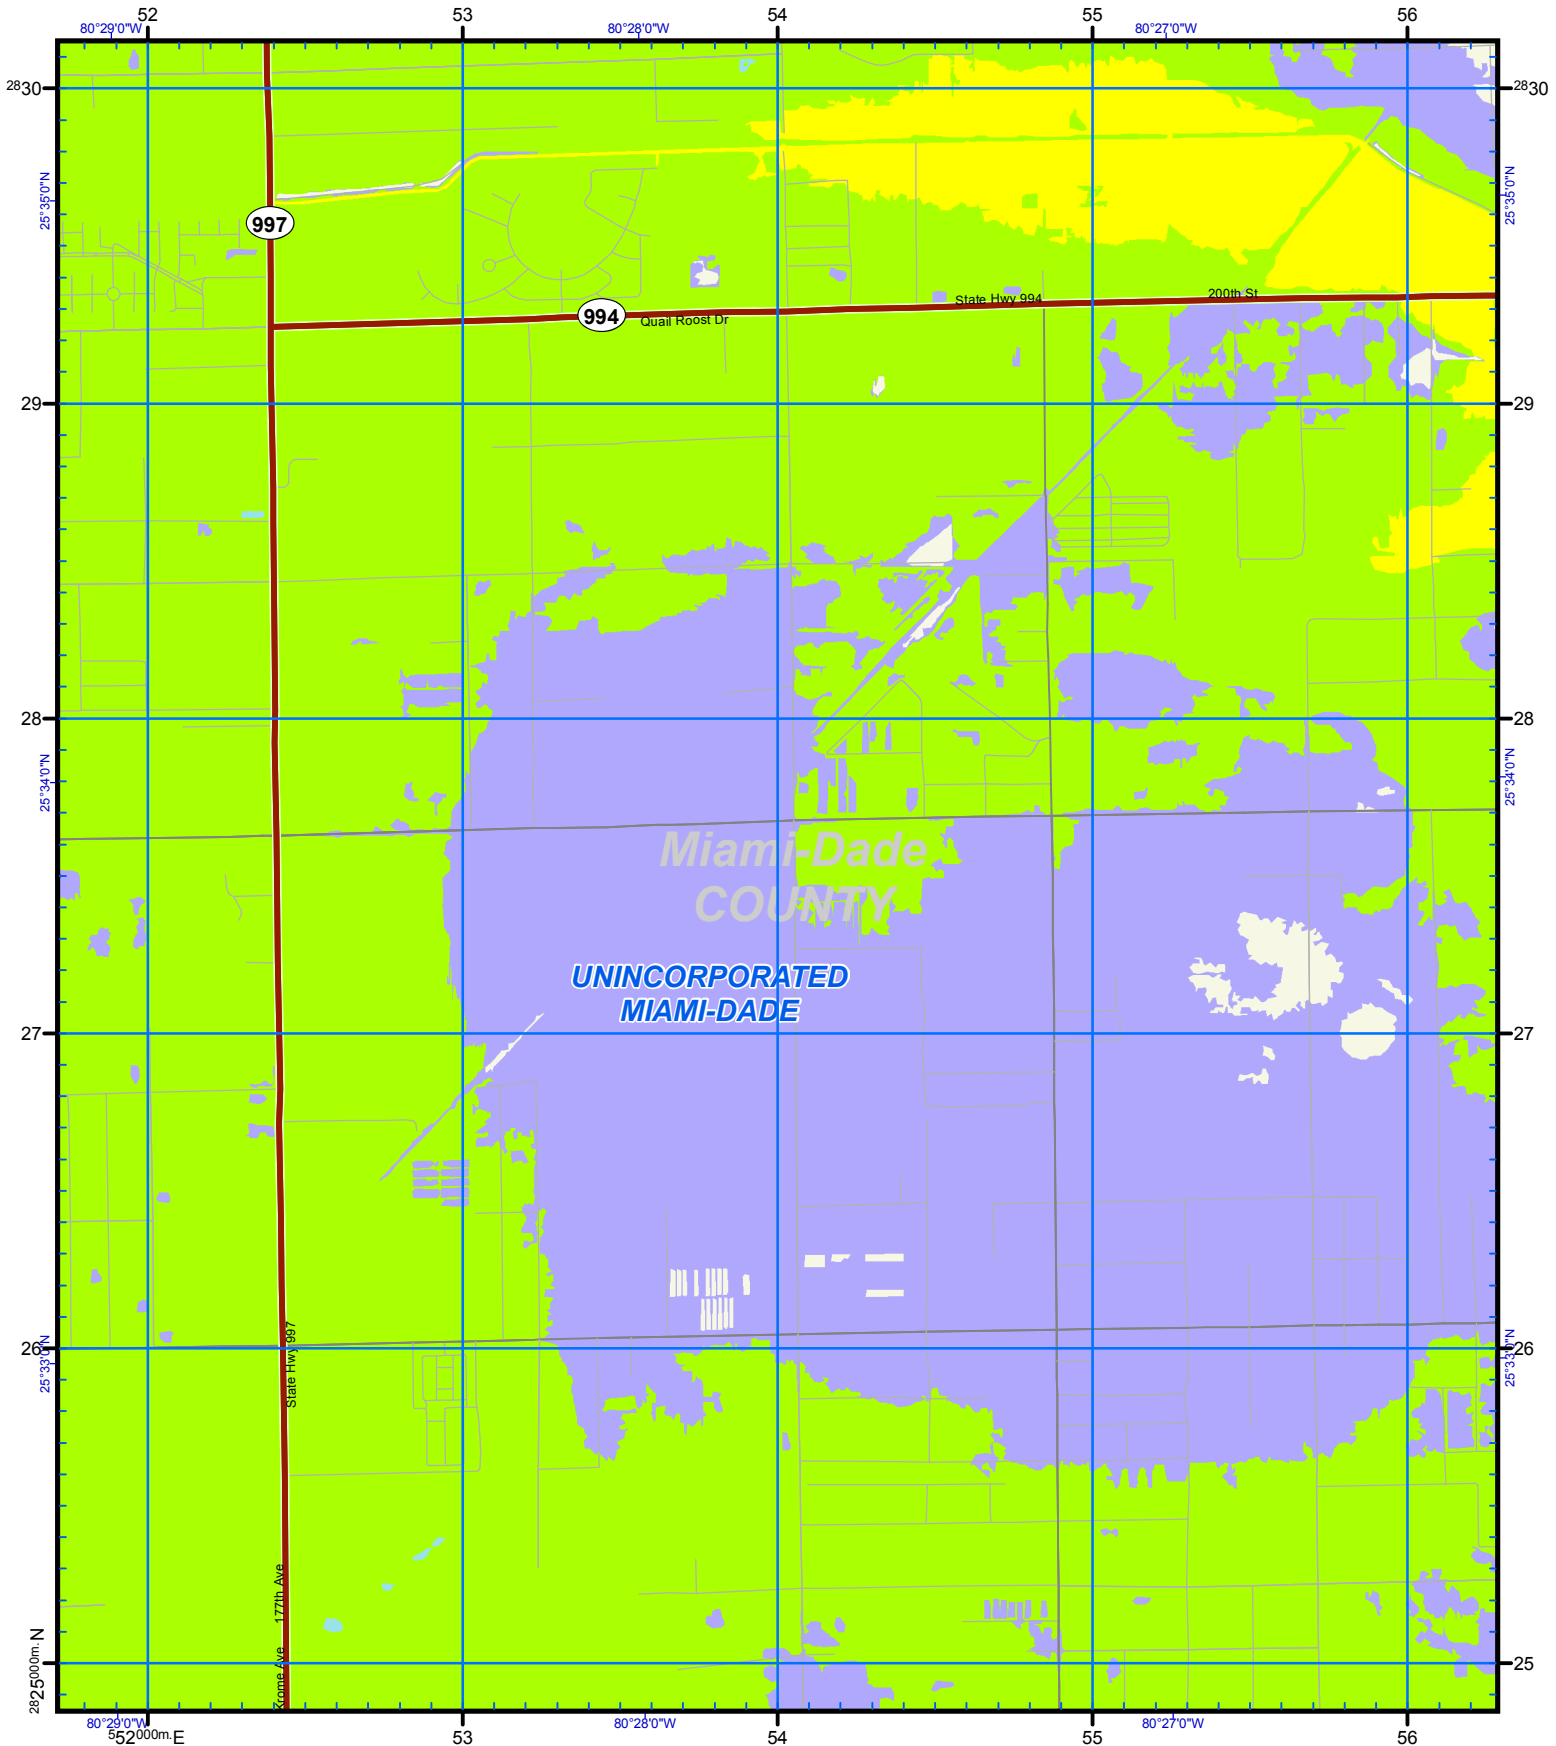 52 53 54 55 56
80°29'0"W 80°28'0"W 80°27'0"W
2830 2830
25°35'0"N 25°35'0"N
997
200th St
State Hwy 994
994
Quail Roost Dr
29 29
28 28
25°34'0"N 25°34'0"N
Miami-Dade
COUNTY
UNINCORPORATED
MIAMI-DADE
27 27
State Hwy 997
26 26
25°33'0"N 25°33'0"N
177th Ave
Krome Ave
2825000m. N 25
80°29'0"W 80°28'0"W 80°27'0"W
552000m. E 53 54 55 56